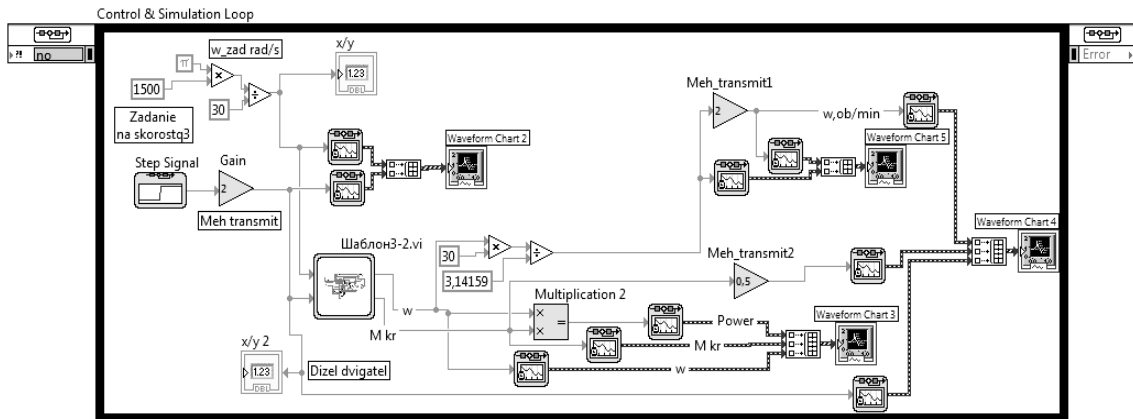 Control & Simulation Loop
?! no
Error
w_zad rad/s
x/y
π
×
1500
÷
1.23
DBL
30
Zadanie
na skorostq3
Step Signal
Gain
2
Meh transmit
Waveform Chart 2
Meh_transmit1
2
w,ob/min
Waveform Chart 5
Waveform Chart 4
Шаблон3-2.vi
30
×
÷
3,14159
w
M kr
Meh_transmit2
0,5
Multiplication 2
×
×
=
Power
M kr
w
Waveform Chart 3
x/y 2
1.23
DBL
Dizel dvigatel